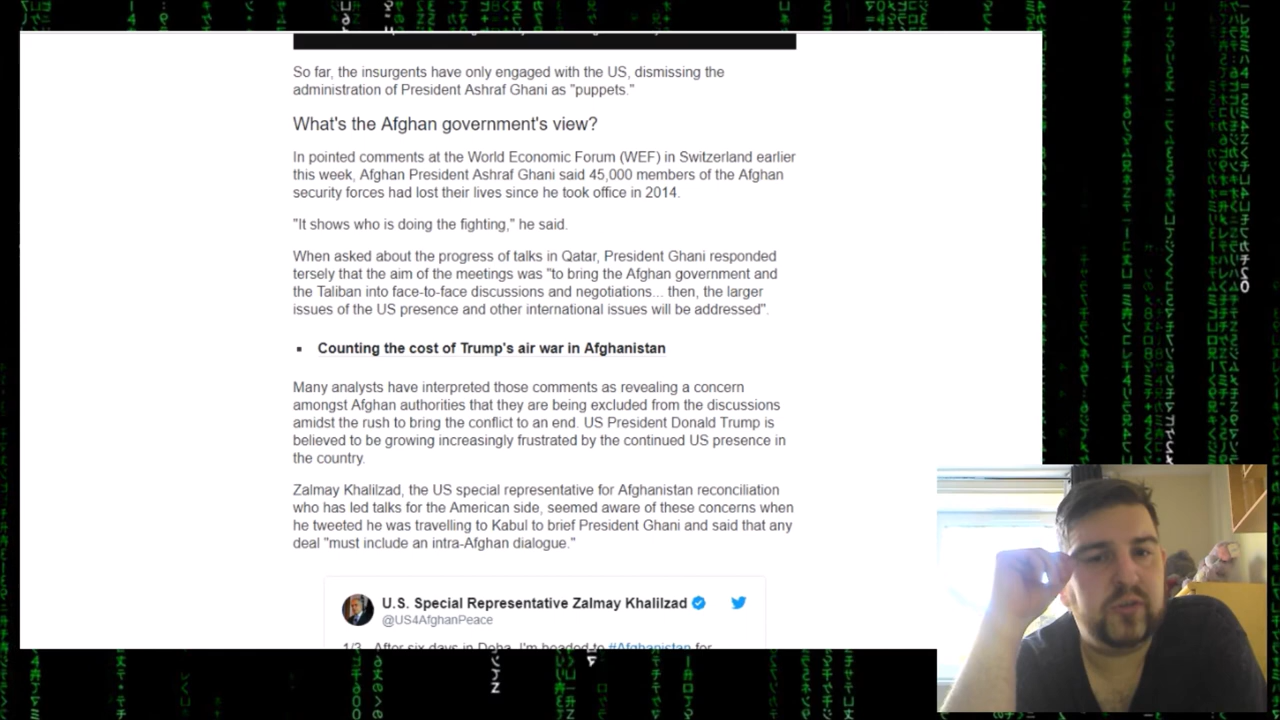 So far, the insurgents have only engaged with the US, dismissing the
administration of President Ashraf Ghani as "puppets."
What's the Afghan government's view?
In pointed comments at the World Economic Forum (WEF) in Switzerland earlier
this week, Afghan President Ashraf Ghani said 45,000 members of the Afghan
security forces had lost their lives since he took office in 2014.
"It shows who is doing the fighting," he said.
When asked about the progress of talks in Qatar, President Ghani responded
tersely that the aim of the meetings was "to bring the Afghan government and
the Taliban into face-to-face discussions and negotiations... then, the larger
issues of the US presence and other international issues will be addressed".
▪ Counting the cost of Trump's air war in Afghanistan
Many analysts have interpreted those comments as revealing a concern
amongst Afghan authorities that they are being excluded from the discussions
amidst the rush to bring the conflict to an end. US President Donald Trump is
believed to be growing increasingly frustrated by the continued US presence in
the country.
Zalmay Khalilzad, the US special representative for Afghanistan reconciliation
who has led talks for the American side, seemed aware of these concerns when
he tweeted he was travelling to Kabul to brief President Ghani and said that any
deal "must include an intra-Afghan dialogue."
U.S. Special Representative Zalmay Khalilzad
@US4AfghanPeace
1/3 After six days in Doha, I'm headed to #Afghanistan for